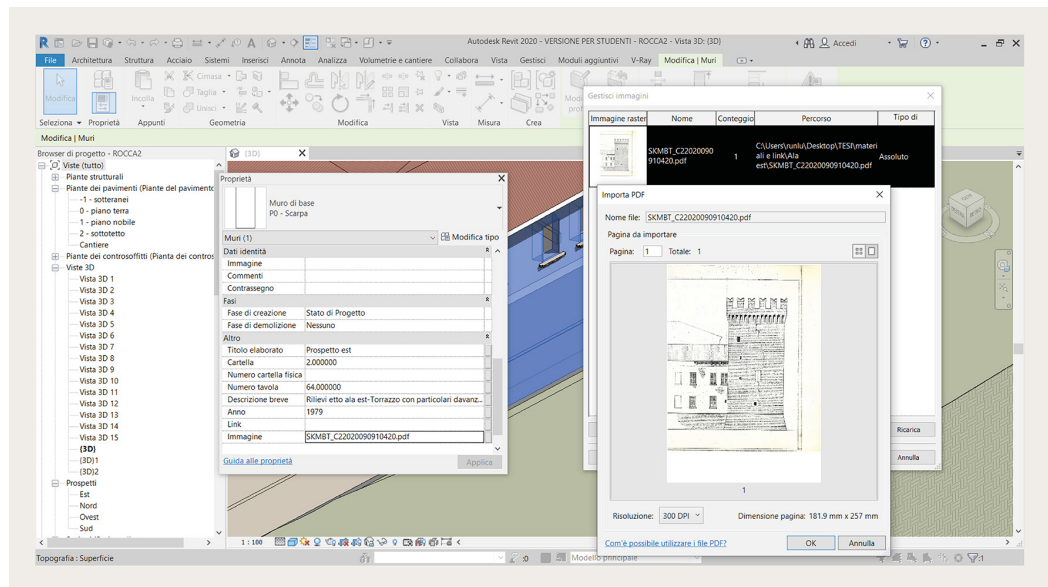 Autodesk Revit 2020 - VERSIONE PER STUDENTI - ROCCA2 - Vista 3D: {3D}
Accedi
File Architettura Struttura Acciaio Sistemi Inserisci Annota Analizza Volumetrie e cantiere Collabora Vista Gestisci Moduli aggiuntivi V-Ray Modifica | Muri
Modifica
Incolla
Cimasa
Taglia
Unisci
Seleziona Proprietà Appunti Geometria Modifica Vista Misura Crea
Modifica | Muri
Browser di progetto - ROCCA2
Viste (tutto)
Piante strutturali
Piante dei pavimenti (Piante del pavimento
-1 - sotteranei
0 - piano terra
1 - piano nobile
2 - sottotetto
Cantiere
Piante dei controsoffitti (Pianta dei contros
Viste 3D
Vista 3D 1
Vista 3D 2
Vista 3D 3
Vista 3D 4
Vista 3D 5
Vista 3D 6
Vista 3D 7
Vista 3D 8
Vista 3D 9
Vista 3D 10
Vista 3D 11
Vista 3D 12
Vista 3D 13
Vista 3D 14
Vista 3D 15
{3D}
{3D}1
{3D}2
Prospetti
Est
Nord
Ovest
Sud
{3D}
Proprietà
Muro di base
P0 - Scarpa
Muri (1)
Modifica tipo
Dati identità
Immagine
Commenti
Contrassegno
Fasi
Fase di creazione Stato di Progetto
Fase di demolizione Nessuno
Altro
Titolo elaborato Prospetto est
Cartella 2.000000
Numero cartella fisica
Numero tavola 64.000000
Descrizione breve Rilievi etto ala est-Torrazzo con particolari davanz...
Anno 1979
Link
Immagine SKMBT_C22020090910420.pdf
Guida alle proprietà
Applica
Gestisci immagini
Immagine raster Nome Conteggio Percorso Tipo di
SKMBT_C22020090910420.pdf 1 C:\Users\runlu\Desktop\TESI\materiali e link\Ala est\SKMBT_C22020090910420.pdf Assoluto
Ricarica
Annulla
Importa PDF
Nome file: SKMBT_C22020090910420.pdf
Pagina da importare
Pagina: 1 Totale: 1
1
Risoluzione: 300 DPI Dimensione pagina: 181.9 mm x 257 mm
Com'è possibile utilizzare i file PDF?
OK Annulla
1 : 100
Topografia : Superficie
:0
Modello principale
:1